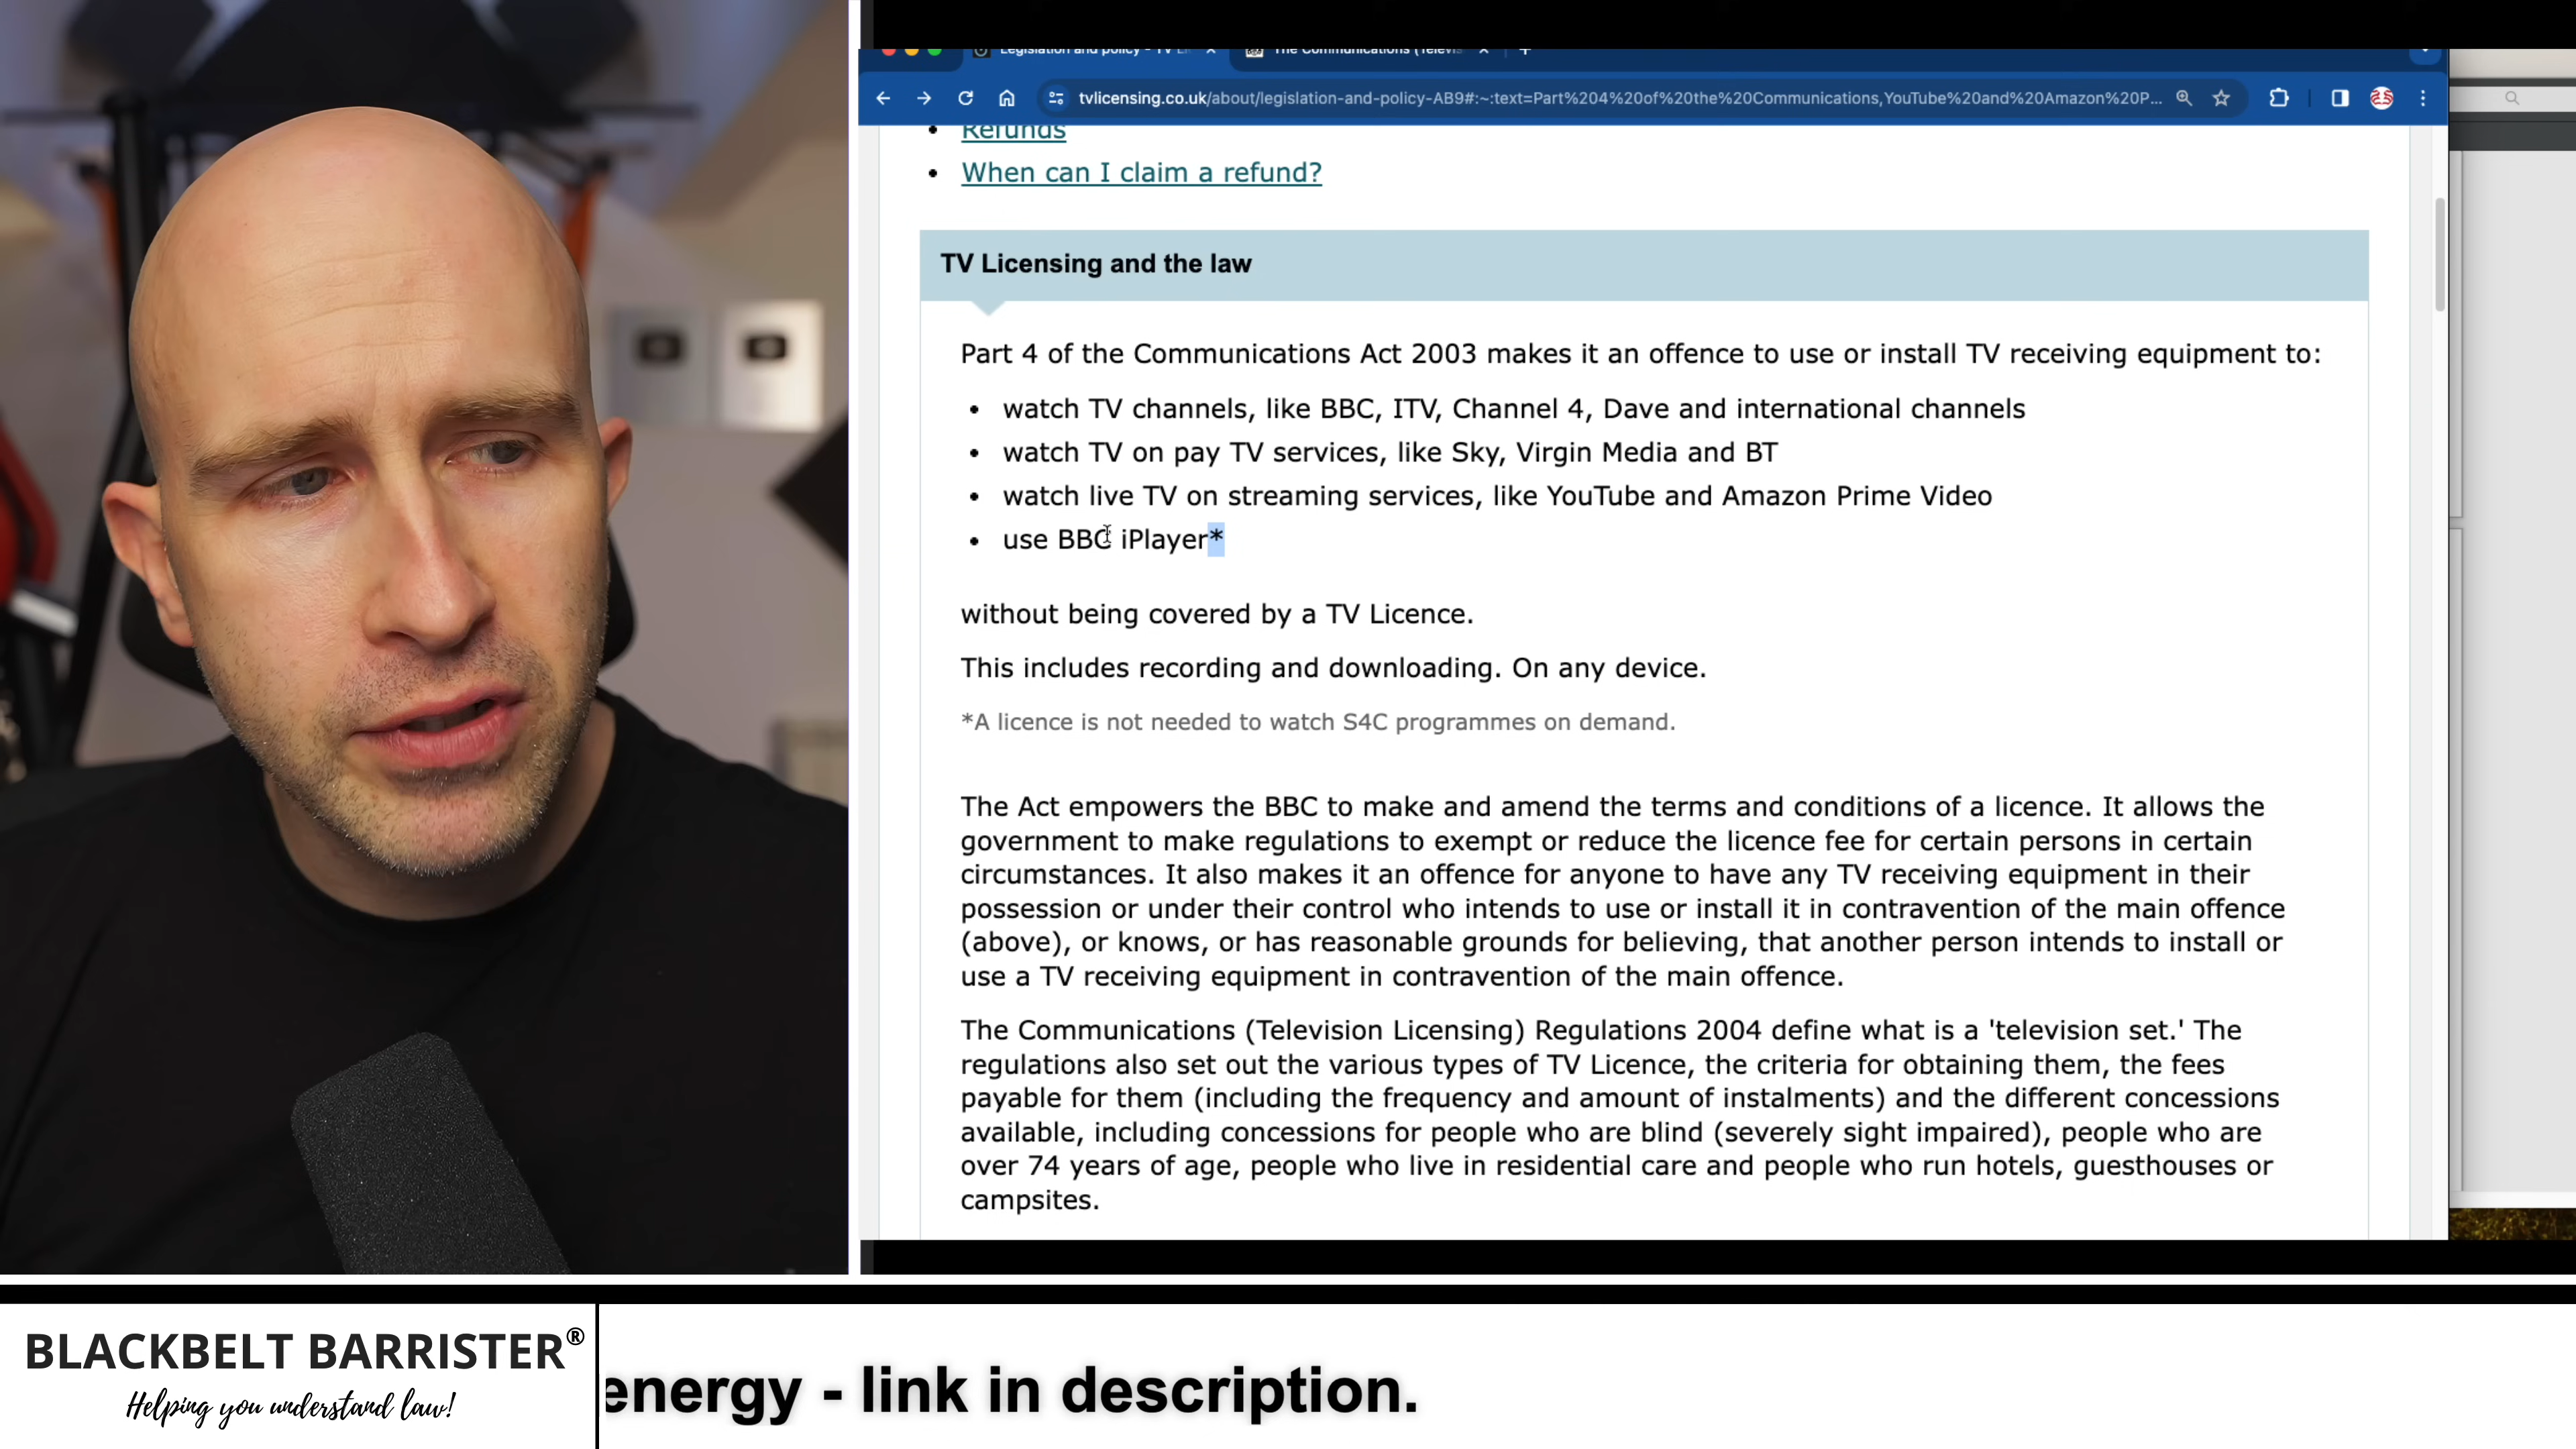 Legislation and policy - TV Li
The Communications (Televis
tvlicensing.co.uk/about/legislation-and-policy-AB9#:~:text=Part%204%20of%20the%20Communications,YouTube%20and%20Amazon%20P...
• Refunds
• When can I claim a refund?
TV Licensing and the law
Part 4 of the Communications Act 2003 makes it an offence to use or install TV receiving equipment to:
• watch TV channels, like BBC, ITV, Channel 4, Dave and international channels
• watch TV on pay TV services, like Sky, Virgin Media and BT
• watch live TV on streaming services, like YouTube and Amazon Prime Video
• use BBC iPlayer*
without being covered by a TV Licence.
This includes recording and downloading. On any device.
*A licence is not needed to watch S4C programmes on demand.
The Act empowers the BBC to make and amend the terms and conditions of a licence. It allows the
government to make regulations to exempt or reduce the licence fee for certain persons in certain
circumstances. It also makes it an offence for anyone to have any TV receiving equipment in their
possession or under their control who intends to use or install it in contravention of the main offence
(above), or knows, or has reasonable grounds for believing, that another person intends to install or
use a TV receiving equipment in contravention of the main offence.
The Communications (Television Licensing) Regulations 2004 define what is a 'television set.' The
regulations also set out the various types of TV Licence, the criteria for obtaining them, the fees
payable for them (including the frequency and amount of instalments) and the different concessions
available, including concessions for people who are blind (severely sight impaired), people who are
over 74 years of age, people who live in residential care and people who run hotels, guesthouses or
campsites.
BLACKBELT BARRISTER®
Helping you understand law!
energy - link in description.